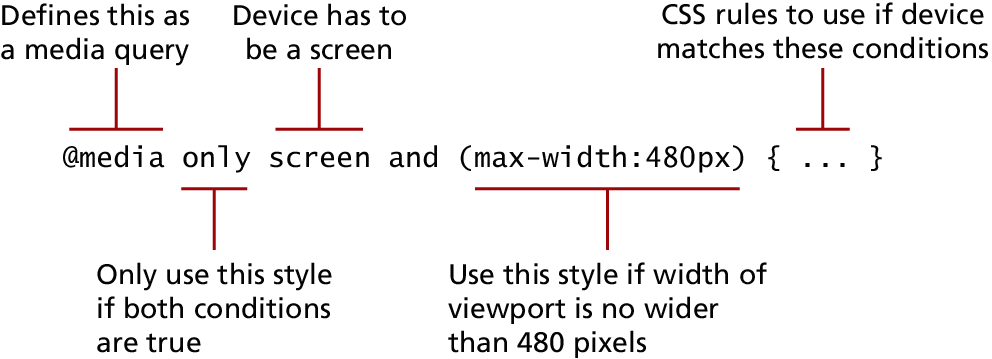 Defines this as
a media query
Device has to
be a screen
CSS rules to use if device
matches these conditions
@media only screen and (max-width:480px) { ... }
Only use this style
if both conditions
are true
Use this style if width of
viewport is no wider
than 480 pixels